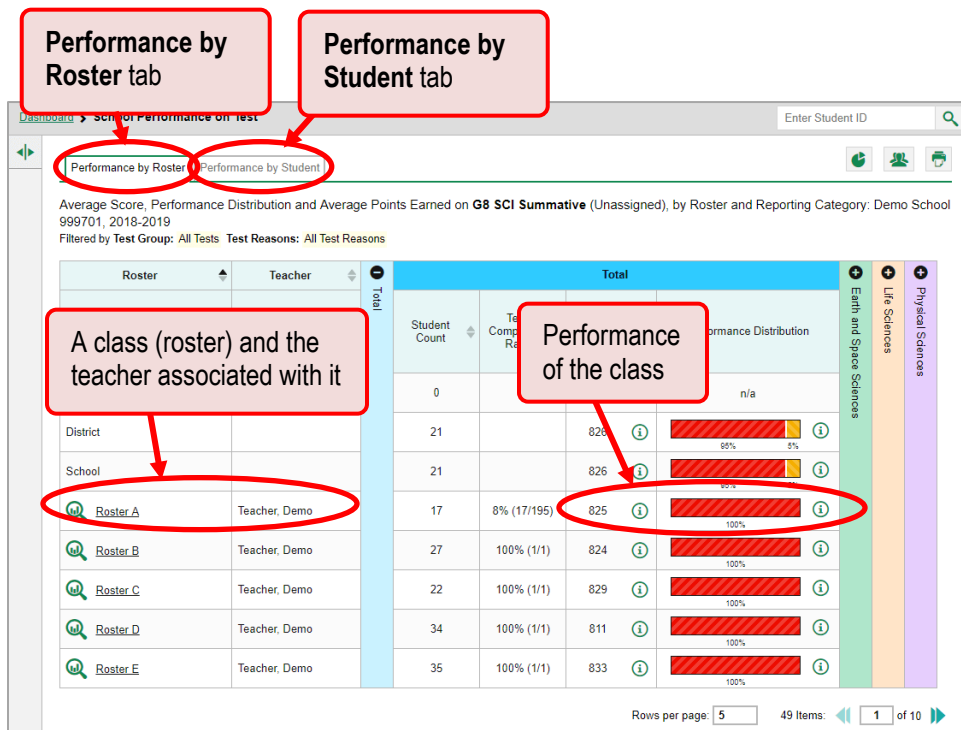 Performance by
Roster tab
Performance by
Student tab
Dashboard > School Performance on Test
Enter Student ID
Performance by Roster
Performance by Student
Average Score, Performance Distribution and Average Points Earned on G8 SCI Summative (Unassigned), by Roster and Reporting Category: Demo School
999701, 2018-2019
Filtered by Test Group: All Tests Test Reasons: All Test Reasons
Roster Teacher Total Total Earth and Space Sciences Life Sciences Physical Sciences
Student
Count
Distribution
A class (roster) and the
teacher associated with it
Performance
of the class
0 n/a
District 21 826 95% 5%
School 21 826
Roster A Teacher, Demo 17 8% (17/195) 825 100%
Roster B Teacher, Demo 27 100% (1/1) 824 100%
Roster C Teacher, Demo 22 100% (1/1) 829 100%
Roster D Teacher, Demo 34 100% (1/1) 811 100%
Roster E Teacher, Demo 35 100% (1/1) 833 100%
Rows per page: 5 49 Items: 1 of 10